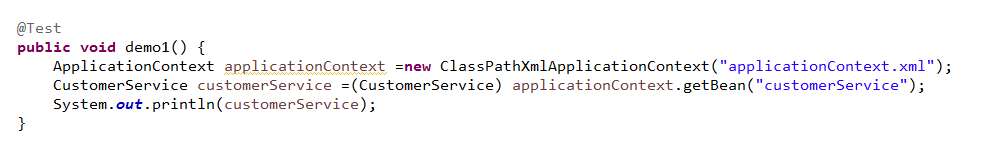 @Test
public void demo1() {
    ApplicationContext applicationContext =new ClassPathXmlApplicationContext("applicationContext.xml");
    CustomerService customerService =(CustomerService) applicationContext.getBean("customerService");
    System.out.println(customerService);
}